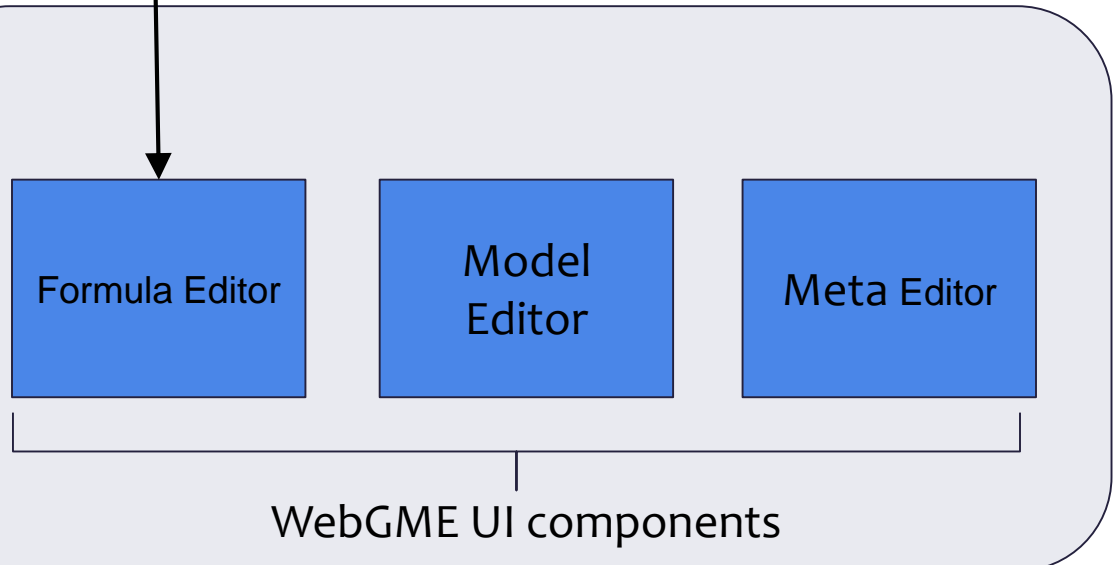 Formula Editor
Model
Editor
Meta Editor
WebGME UI components